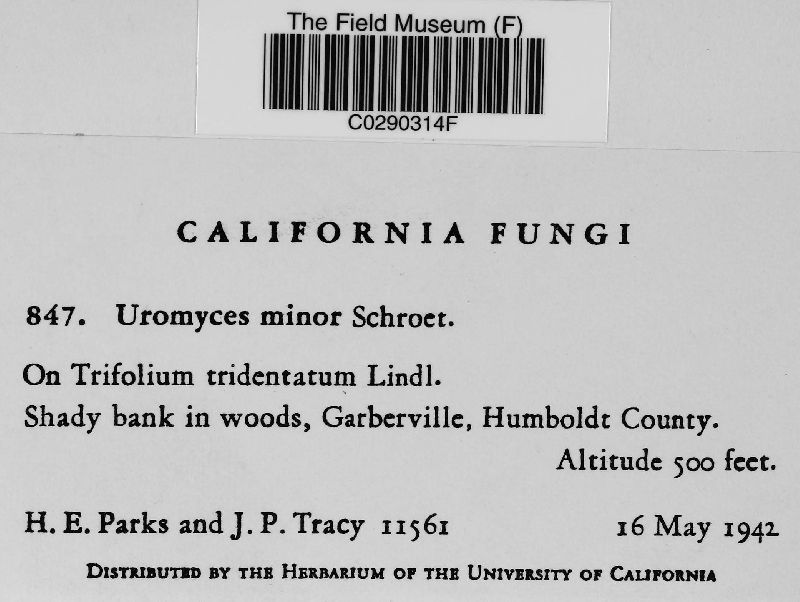 The Field Museum (F)
C0290314F
CALIFORNIA FUNGI
847. Uromyces minor Schroet.
On Trifolium tridentatum Lindl.
Shady bank in woods, Garberville, Humboldt County.
Altitude 500 feet.
H. E. Parks and J. P. Tracy 11561 16 May 1942
DISTRIBUTED BY THE HERBARIUM OF THE UNIVERSITY OF CALIFORNIA